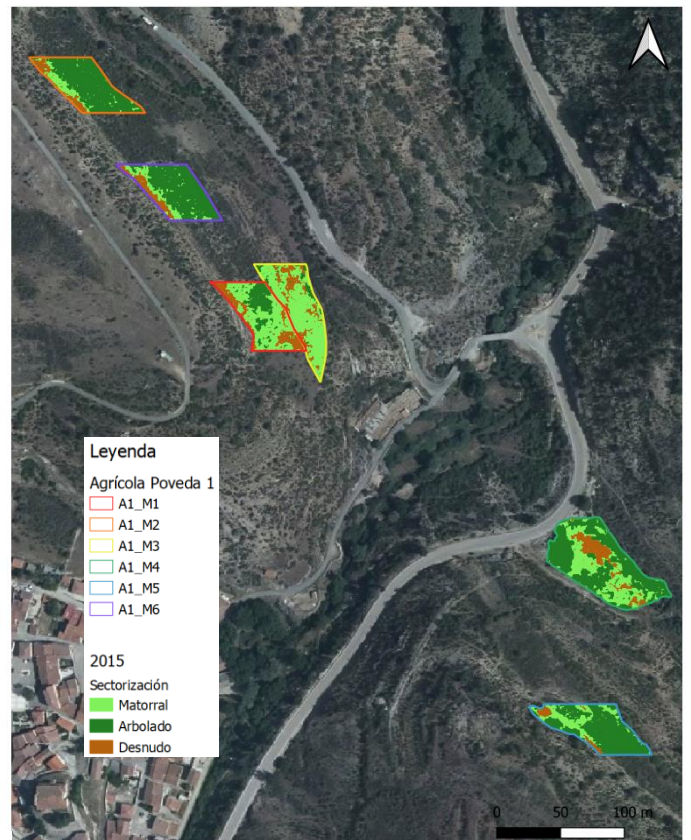 Leyenda
Agrícola Poveda 1
A1_M1
A1_M2
A1_M3
A1_M4
A1_M5
A1_M6
2015
Sectorización
Matorral
Arbolado
Desnudo
0 50 100 m